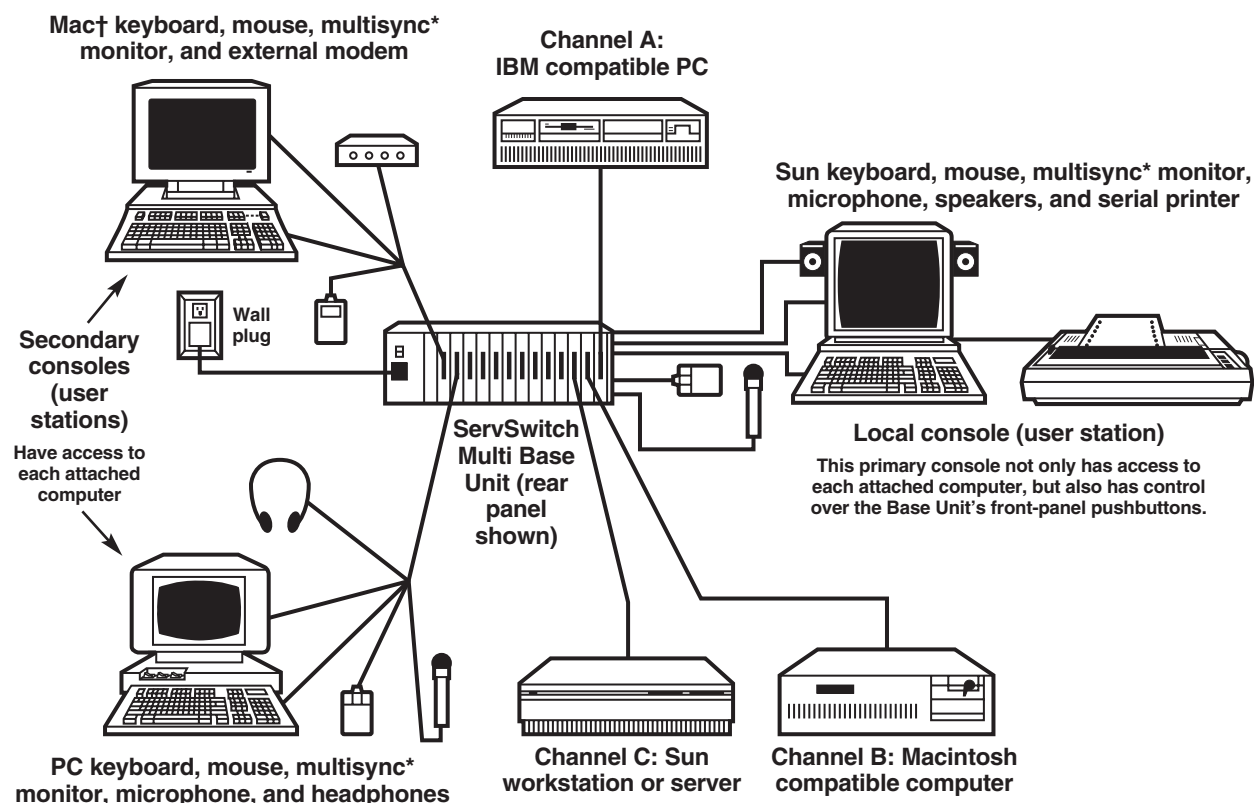 Mac† keyboard, mouse, multisync*
monitor, and external modem
Channel A:
IBM compatible PC
Sun keyboard, mouse, multisync* monitor,
microphone, speakers, and serial printer
Wall
plug
Secondary
consoles
(user
stations)
Have access to
each attached
computer
ServSwitch
Multi Base
Unit (rear
panel
shown)
Local console (user station)
This primary console not only has access to
each attached computer, but also has control
over the Base Unit's front-panel pushbuttons.
PC keyboard, mouse, multisync*
monitor, microphone, and headphones
Channel C: Sun
workstation or server
Channel B: Macintosh
compatible computer